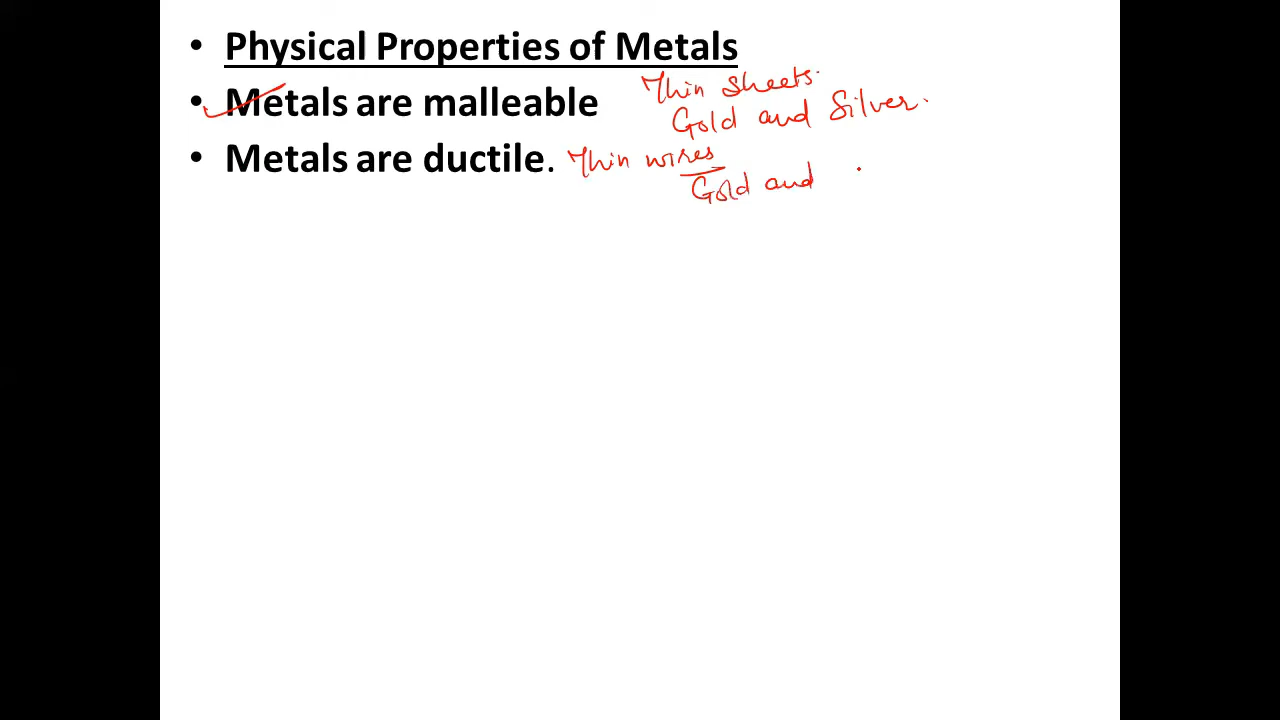 • Physical Properties of Metals
• Metals are malleable Thin sheets.
Gold and Silver.
• Metals are ductile. Thin wires
Gold and